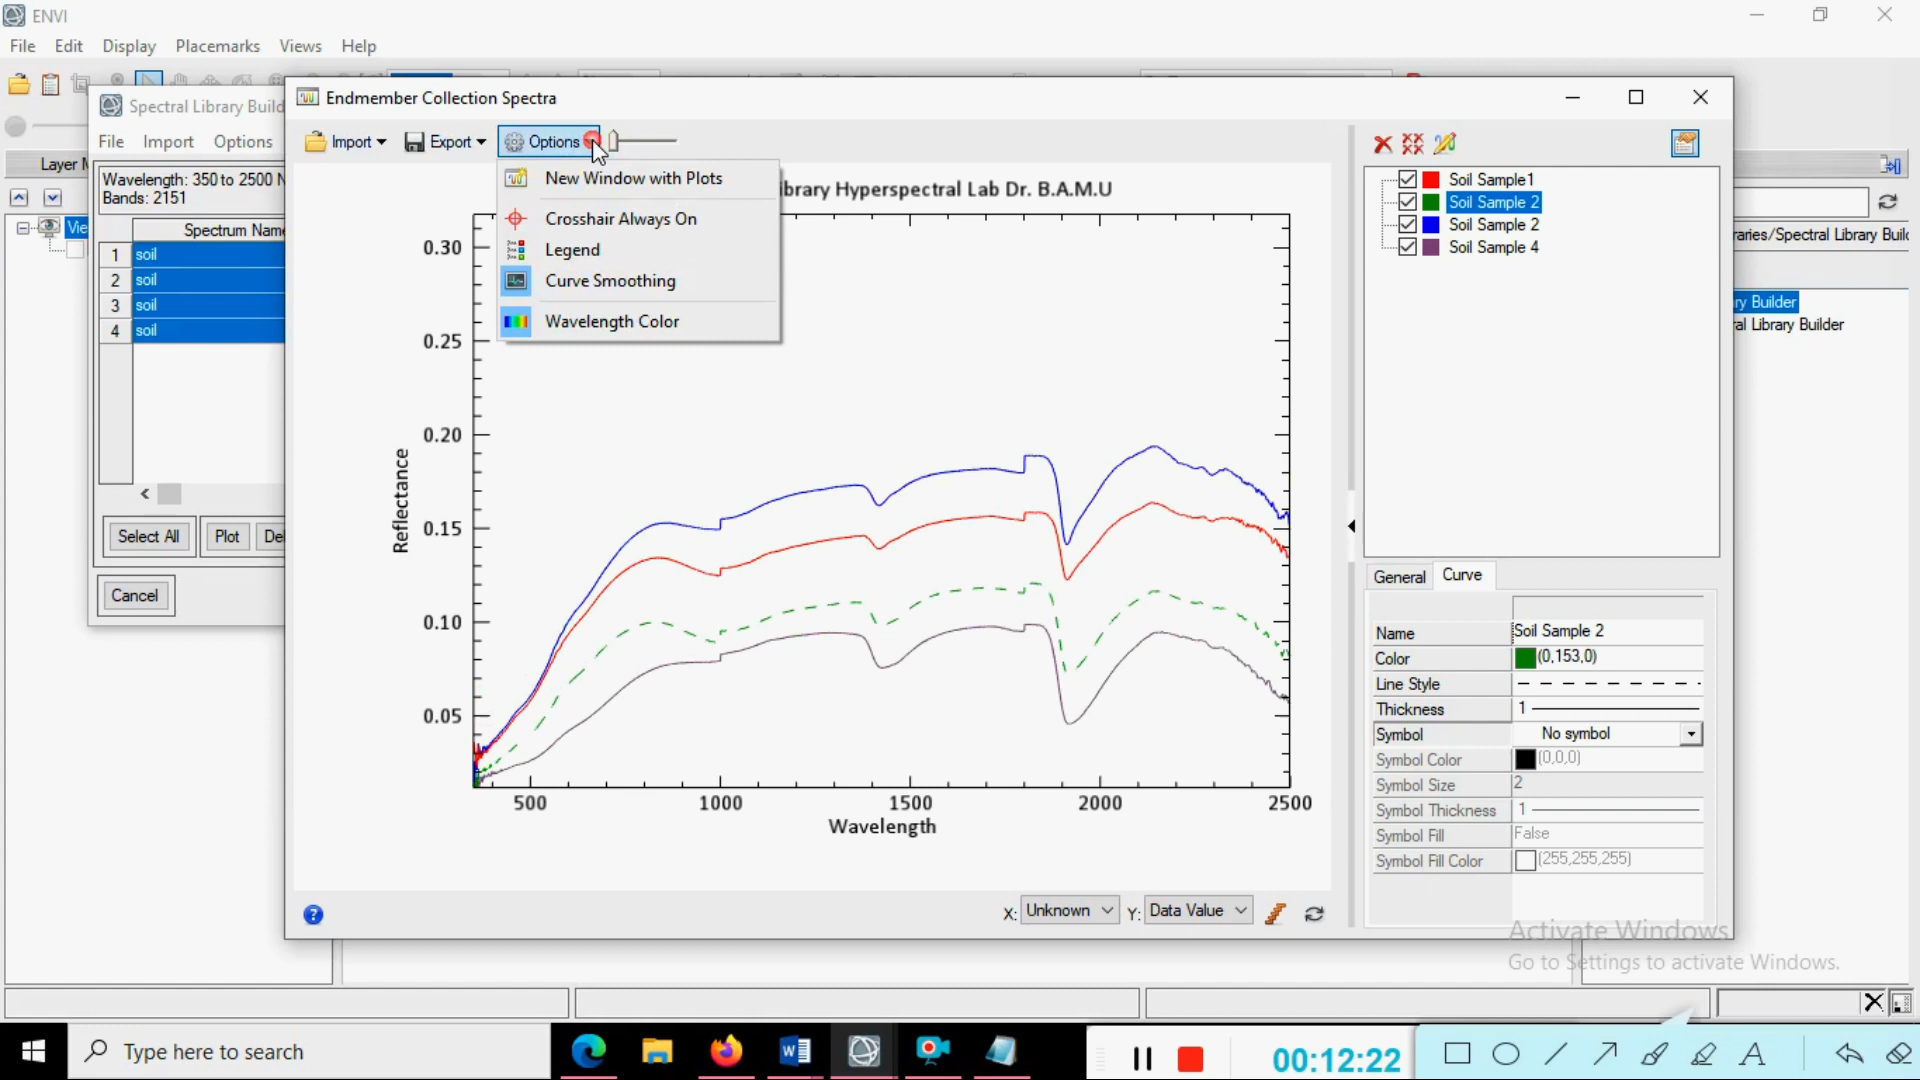 ENVI
File Edit Display Placemarks Views Help
Spectral Library Build
Endmember Collection Spectra
File Import Options
Import Export Options
Layer M
Wavelength: 350 to 2500 N
Bands: 2151
Spectrum Name
1 soil
2 soil
3 soil
4 soil
Select All Plot Del
Cancel
New Window with Plots
Crosshair Always On
Legend
Curve Smoothing
Wavelength Color
ibrary Hyperspectral Lab Dr. B.A.M.U
0.30
0.25
0.20
0.15
0.10
0.05
Reflectance
500 1000 1500 2000 2500
Wavelength
X: Unknown Y: Data Value
Soil Sample1
Soil Sample 2
Soil Sample 2
Soil Sample 4
General Curve
Name Soil Sample 2
Color (0,153,0)
Line Style
Thickness 1
Symbol No symbol
Symbol Color (0,0,0)
Symbol Size 2
Symbol Thickness 1
Symbol Fill False
Symbol Fill Color (255,255,255)
Vie
raries/Spectral Library Buil
ry Builder
al Library Builder
Activate Windows
Go to Settings to activate Windows.
Type here to search
00:12:22